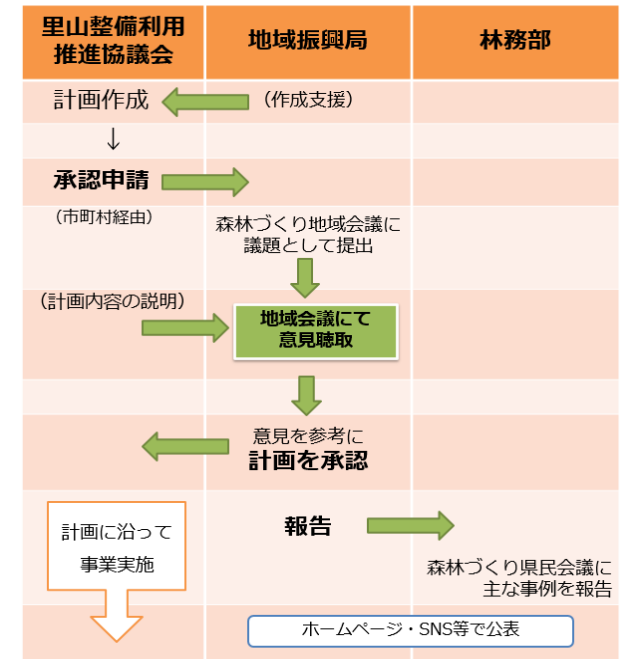 里山整備利用
推進協議会
地域振興局
林務部
計画作成
（作成支援）
↓
承認申請
（市町村経由）
森林づくり地域会議に
議題として提出
（計画内容の説明）
地域会議にて
意見聴取
意見を参考に
計画を承認
計画に沿って
事業実施
報告
森林づくり県民会議に
主な事例を報告
ホームページ・SNS等で公表